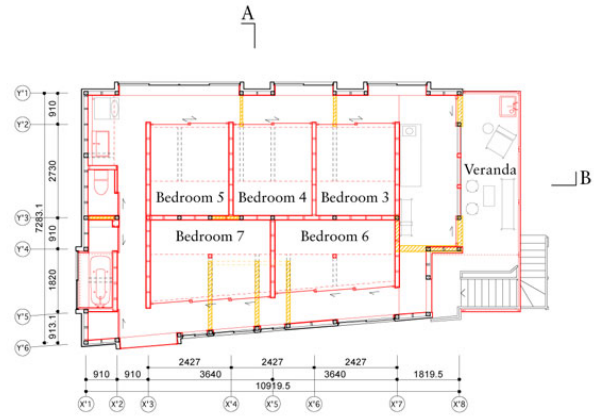 A
Y"1
910
Y"2
2730
Veranda
B
Bedroom 5
Bedroom 4
Bedroom 3
Y"3
7283.1
910
Bedroom 7
Bedroom 6
Y"4
1820
Y"5
913.1
Y"6
2427
2427
2427
910
910
3640
3640
1819.5
10919.5
X"1
X"2
X"3
X"4
X"5
X"6
X"7
X"8